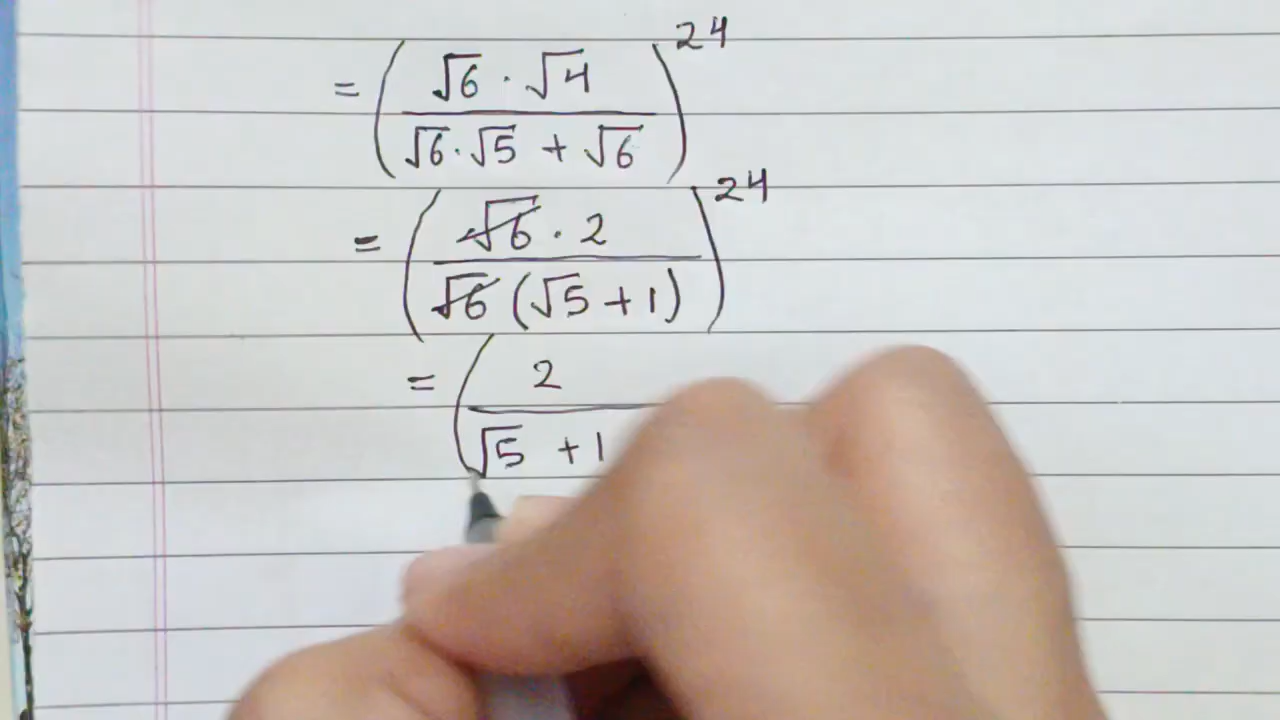 = (√6 · √4 / √6 · √5 + √6)^24
= (√6 · 2 / √6 (√5 + 1))^24
= (2 / √5 + 1